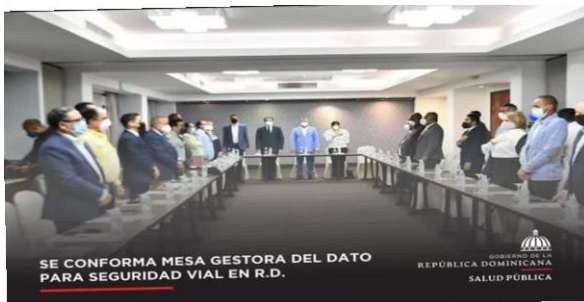 SE CONFORMA MESA GESTORA DEL DATO
PARA SEGURIDAD VIAL EN R.D.
GOBIERNO DE LA
REPÚBLICA DOMINICANA
SALUD PÚBLICA